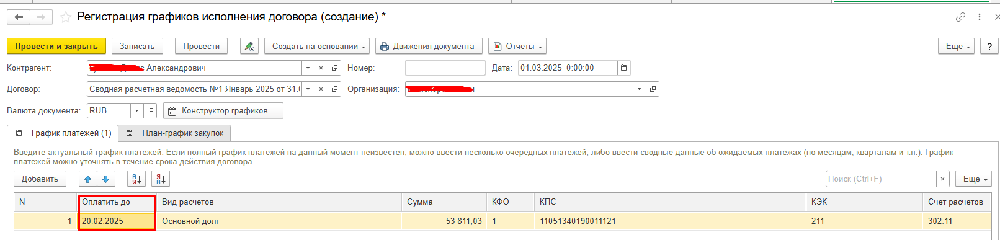 Регистрация графиков исполнения договора (создание) *
Провести и закрыть Записать Провести Создать на основании Движения документа Отчеты Еще ?
Контрагент: Александрович Номер: Дата: 01.03.2025 0:00:00
Договор: Сводная расчетная ведомость №1 Январь 2025 от 31. Организация:
Валюта документа: RUB Конструктор графиков...
График платежей (1) План-график закупок
Введите актуальный график платежей. Если полный график платежей на данный момент неизвестен, можно ввести несколько очередных платежей, либо ввести сводные данные об ожидаемых платежах (по месяцам, кварталам и т.п.). График
платежей можно уточнять в течение срока действия договора.
Добавить Поиск (Ctrl+F) × Еще
N Оплатить до Вид расчетов Сумма КФО КПС КЭК Счет расчетов
1 20.02.2025 Основной долг 53 811,03 1 11051340190011121 211 302.11